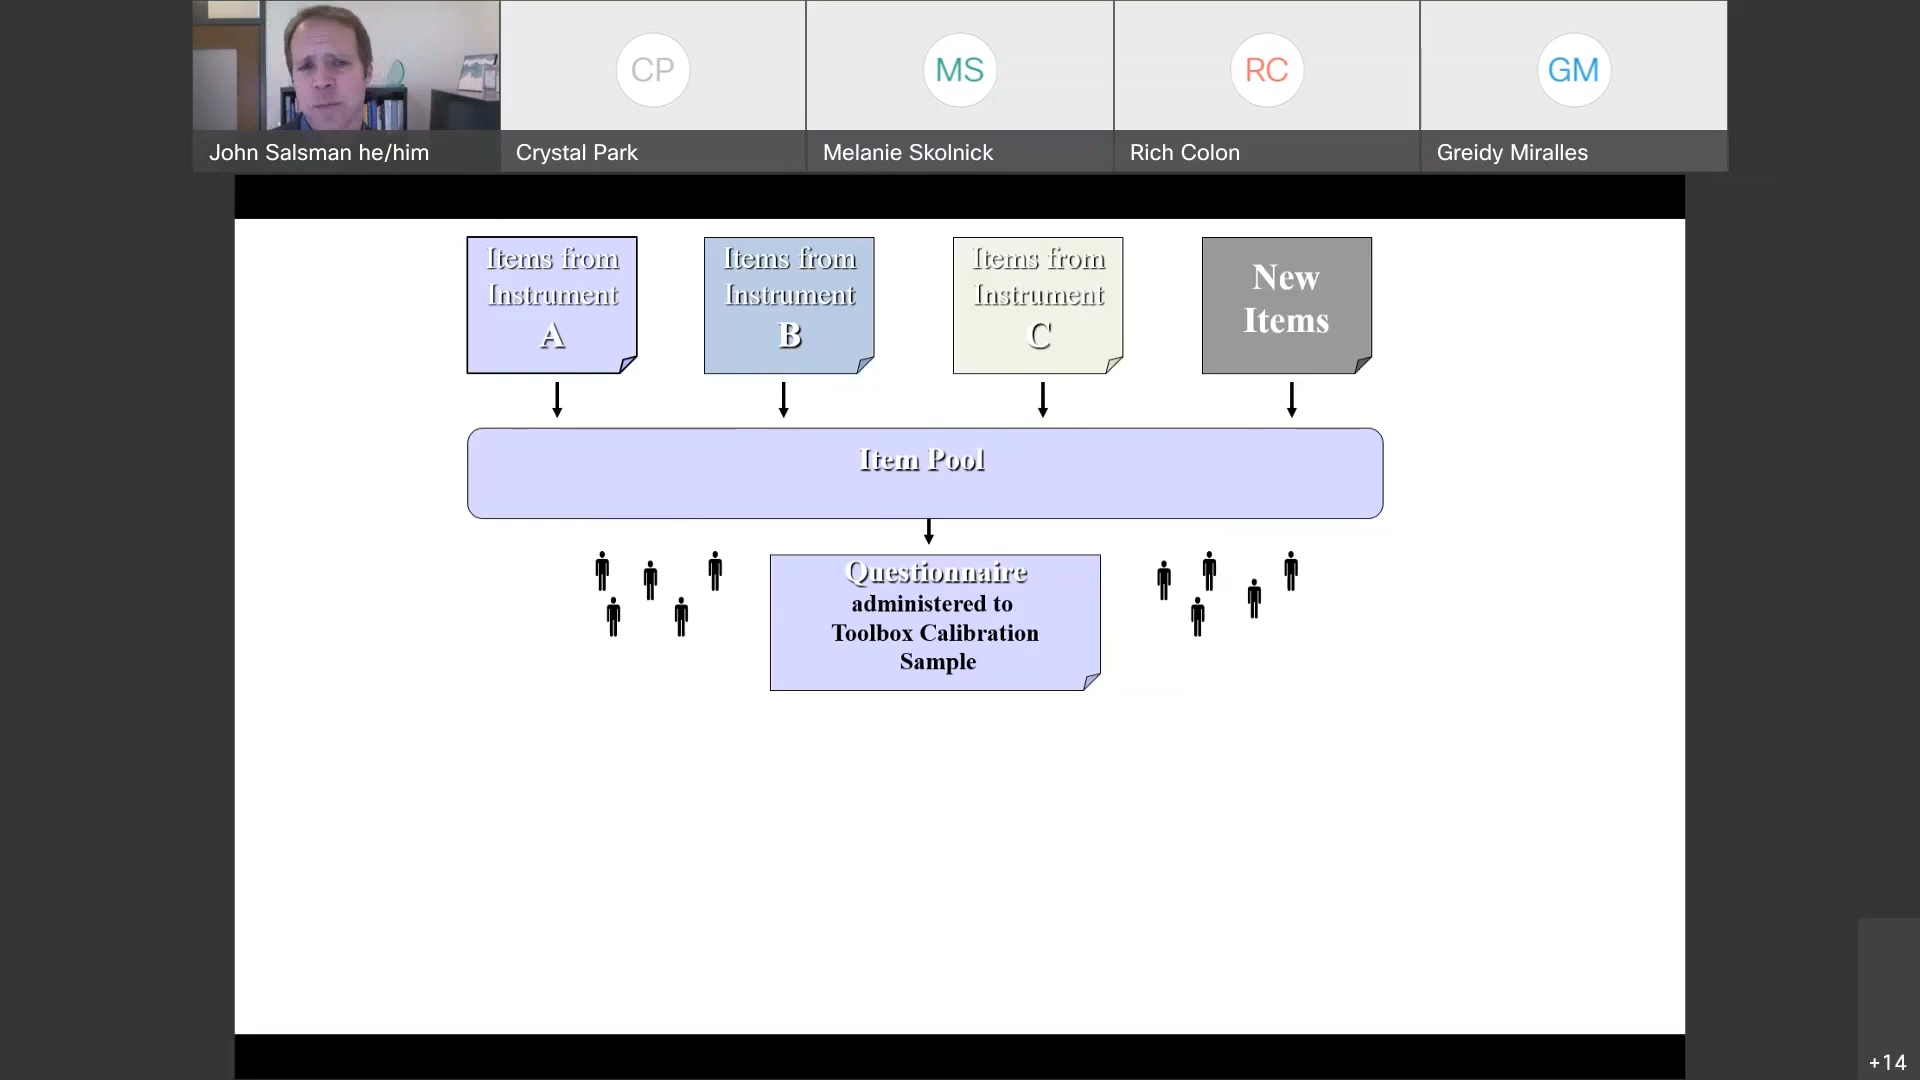 CP
MS
RC
GM
John Salsman he/him
Crystal Park
Melanie Skolnick
Rich Colon
Greidy Miralles
Items from
Instrument
A
Items from
Instrument
B
Items from
Instrument
C
New
Items
Item Pool
Questionnaire
administered to
Toolbox Calibration
Sample
+14